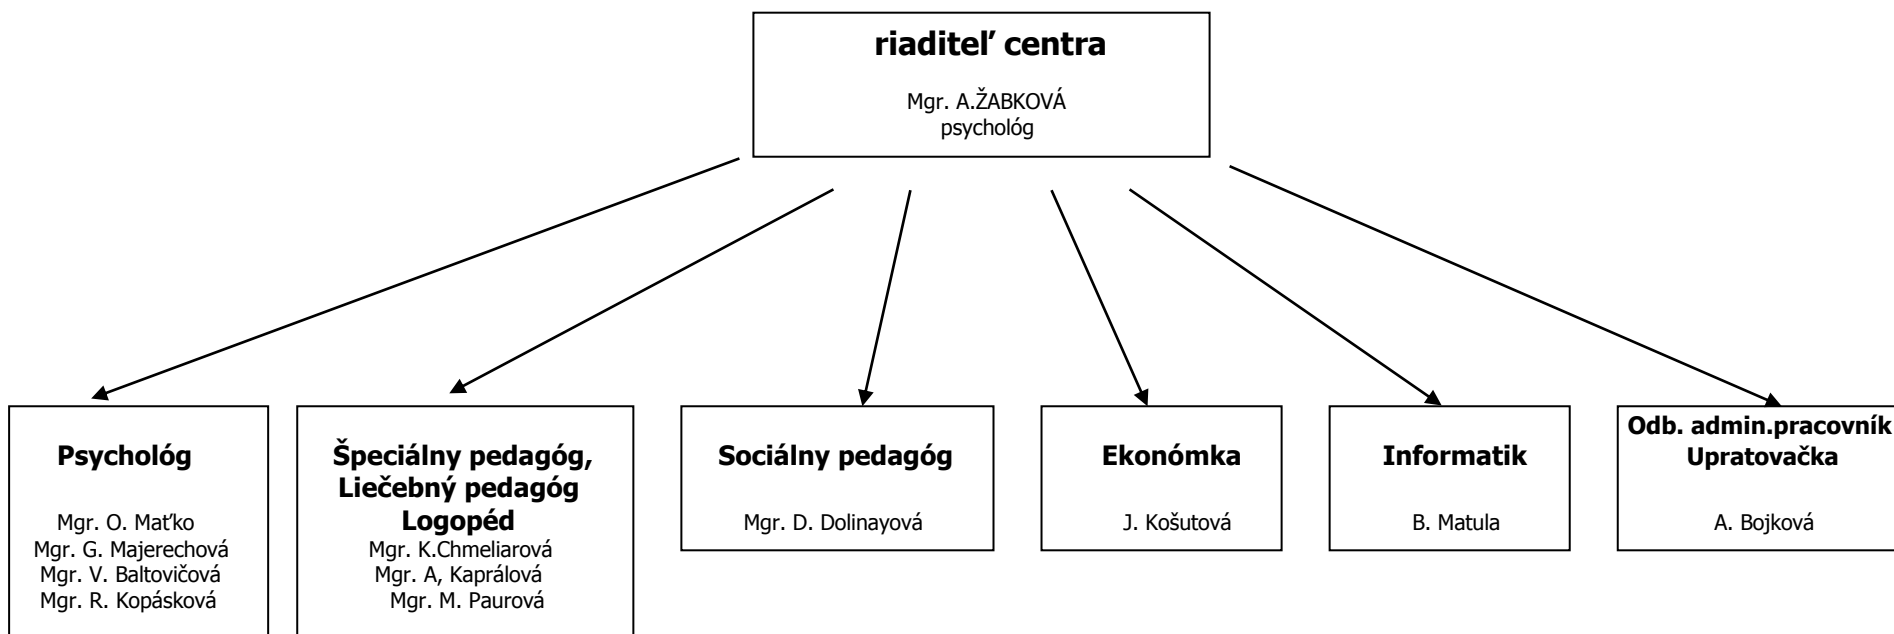 riaditeľ centra
Mgr. A.ŽABKOVÁ
psychológ
Psychológ
Mgr. O. Maťko
Mgr. G. Majerechová
Mgr. V. Baltovičová
Mgr. R. Kopásková
Špeciálny pedagóg,
Liečebný pedagóg
Logopéd
Mgr. K.Chmeliarová
Mgr. A, Kaprálová
Mgr. M. Paurová
Sociálny pedagóg
Mgr. D. Dolinayová
Ekonómka
J. Košutová
Informatik
B. Matula
Odb. admin.pracovník
Upratovačka
A. Bojková